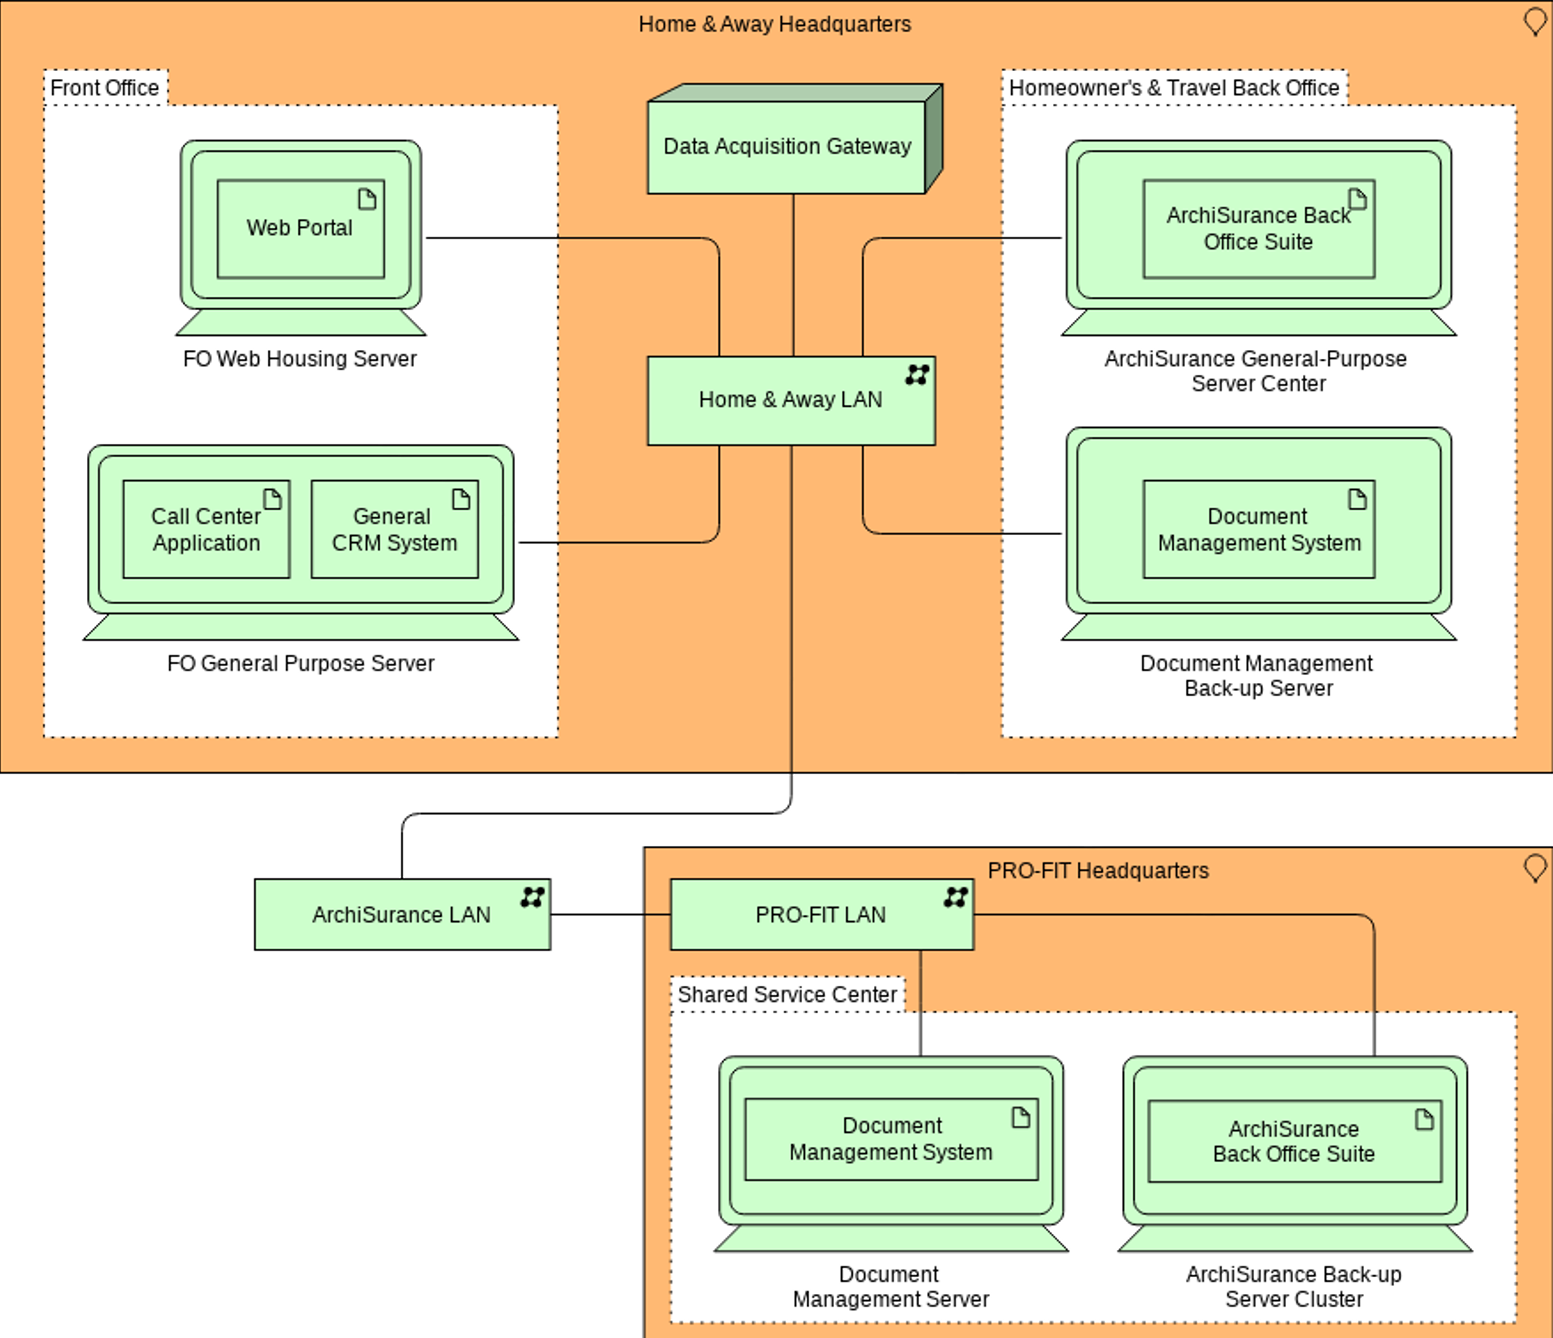 Home & Away Headquarters
Front Office
Homeowner's & Travel Back Office
Data Acquisition Gateway
Web Portal
FO Web Housing Server
ArchiSurance Back
Office Suite
ArchiSurance General-Purpose
Server Center
Home & Away LAN
Call Center
Application
General
CRM System
FO General Purpose Server
Document
Management System
Document Management
Back-up Server
ArchiSurance LAN
PRO-FIT Headquarters
PRO-FIT LAN
Shared Service Center
Document
Management System
Document
Management Server
ArchiSurance
Back Office Suite
ArchiSurance Back-up
Server Cluster